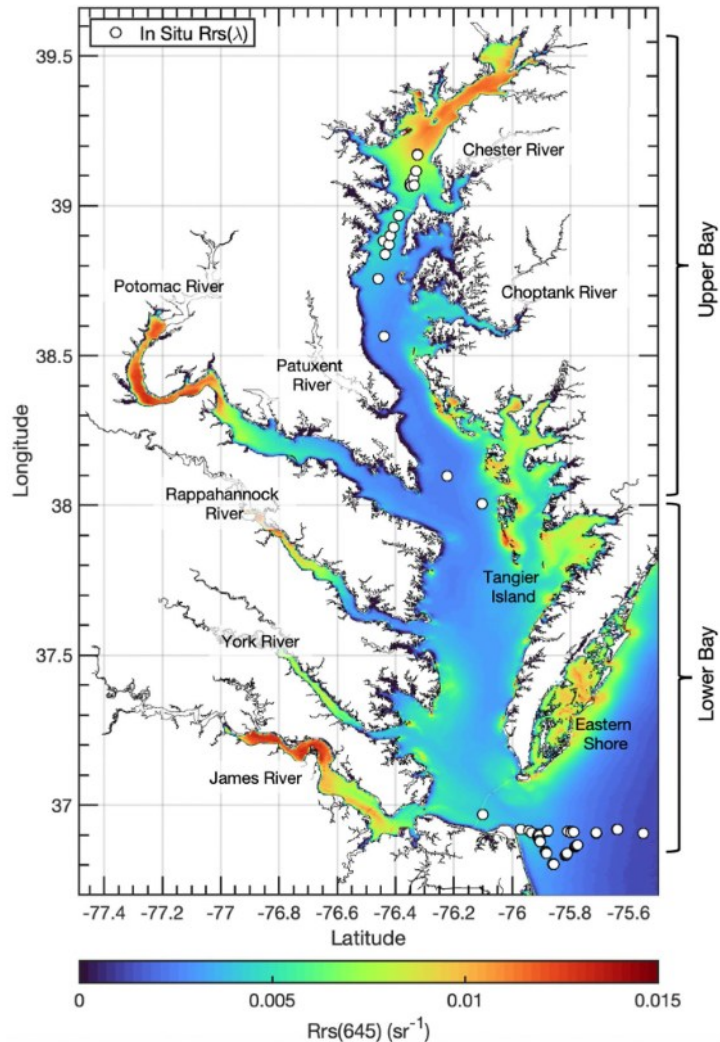 In Situ Rrs(λ)
39.5
Chester River
39
Upper Bay
Potomac River
Choptank River
38.5
Patuxent
River
Longitude
38
Rappahannock
River
Tangier
Island
37.5
York River
Lower Bay
Eastern
Shore
James River
37
-77.4 -77.2 -77 -76.8 -76.6 -76.4 -76.2 -76 -75.8 -75.6
Latitude
0 0.005 0.01 0.015
Rrs(645) (sr⁻¹)